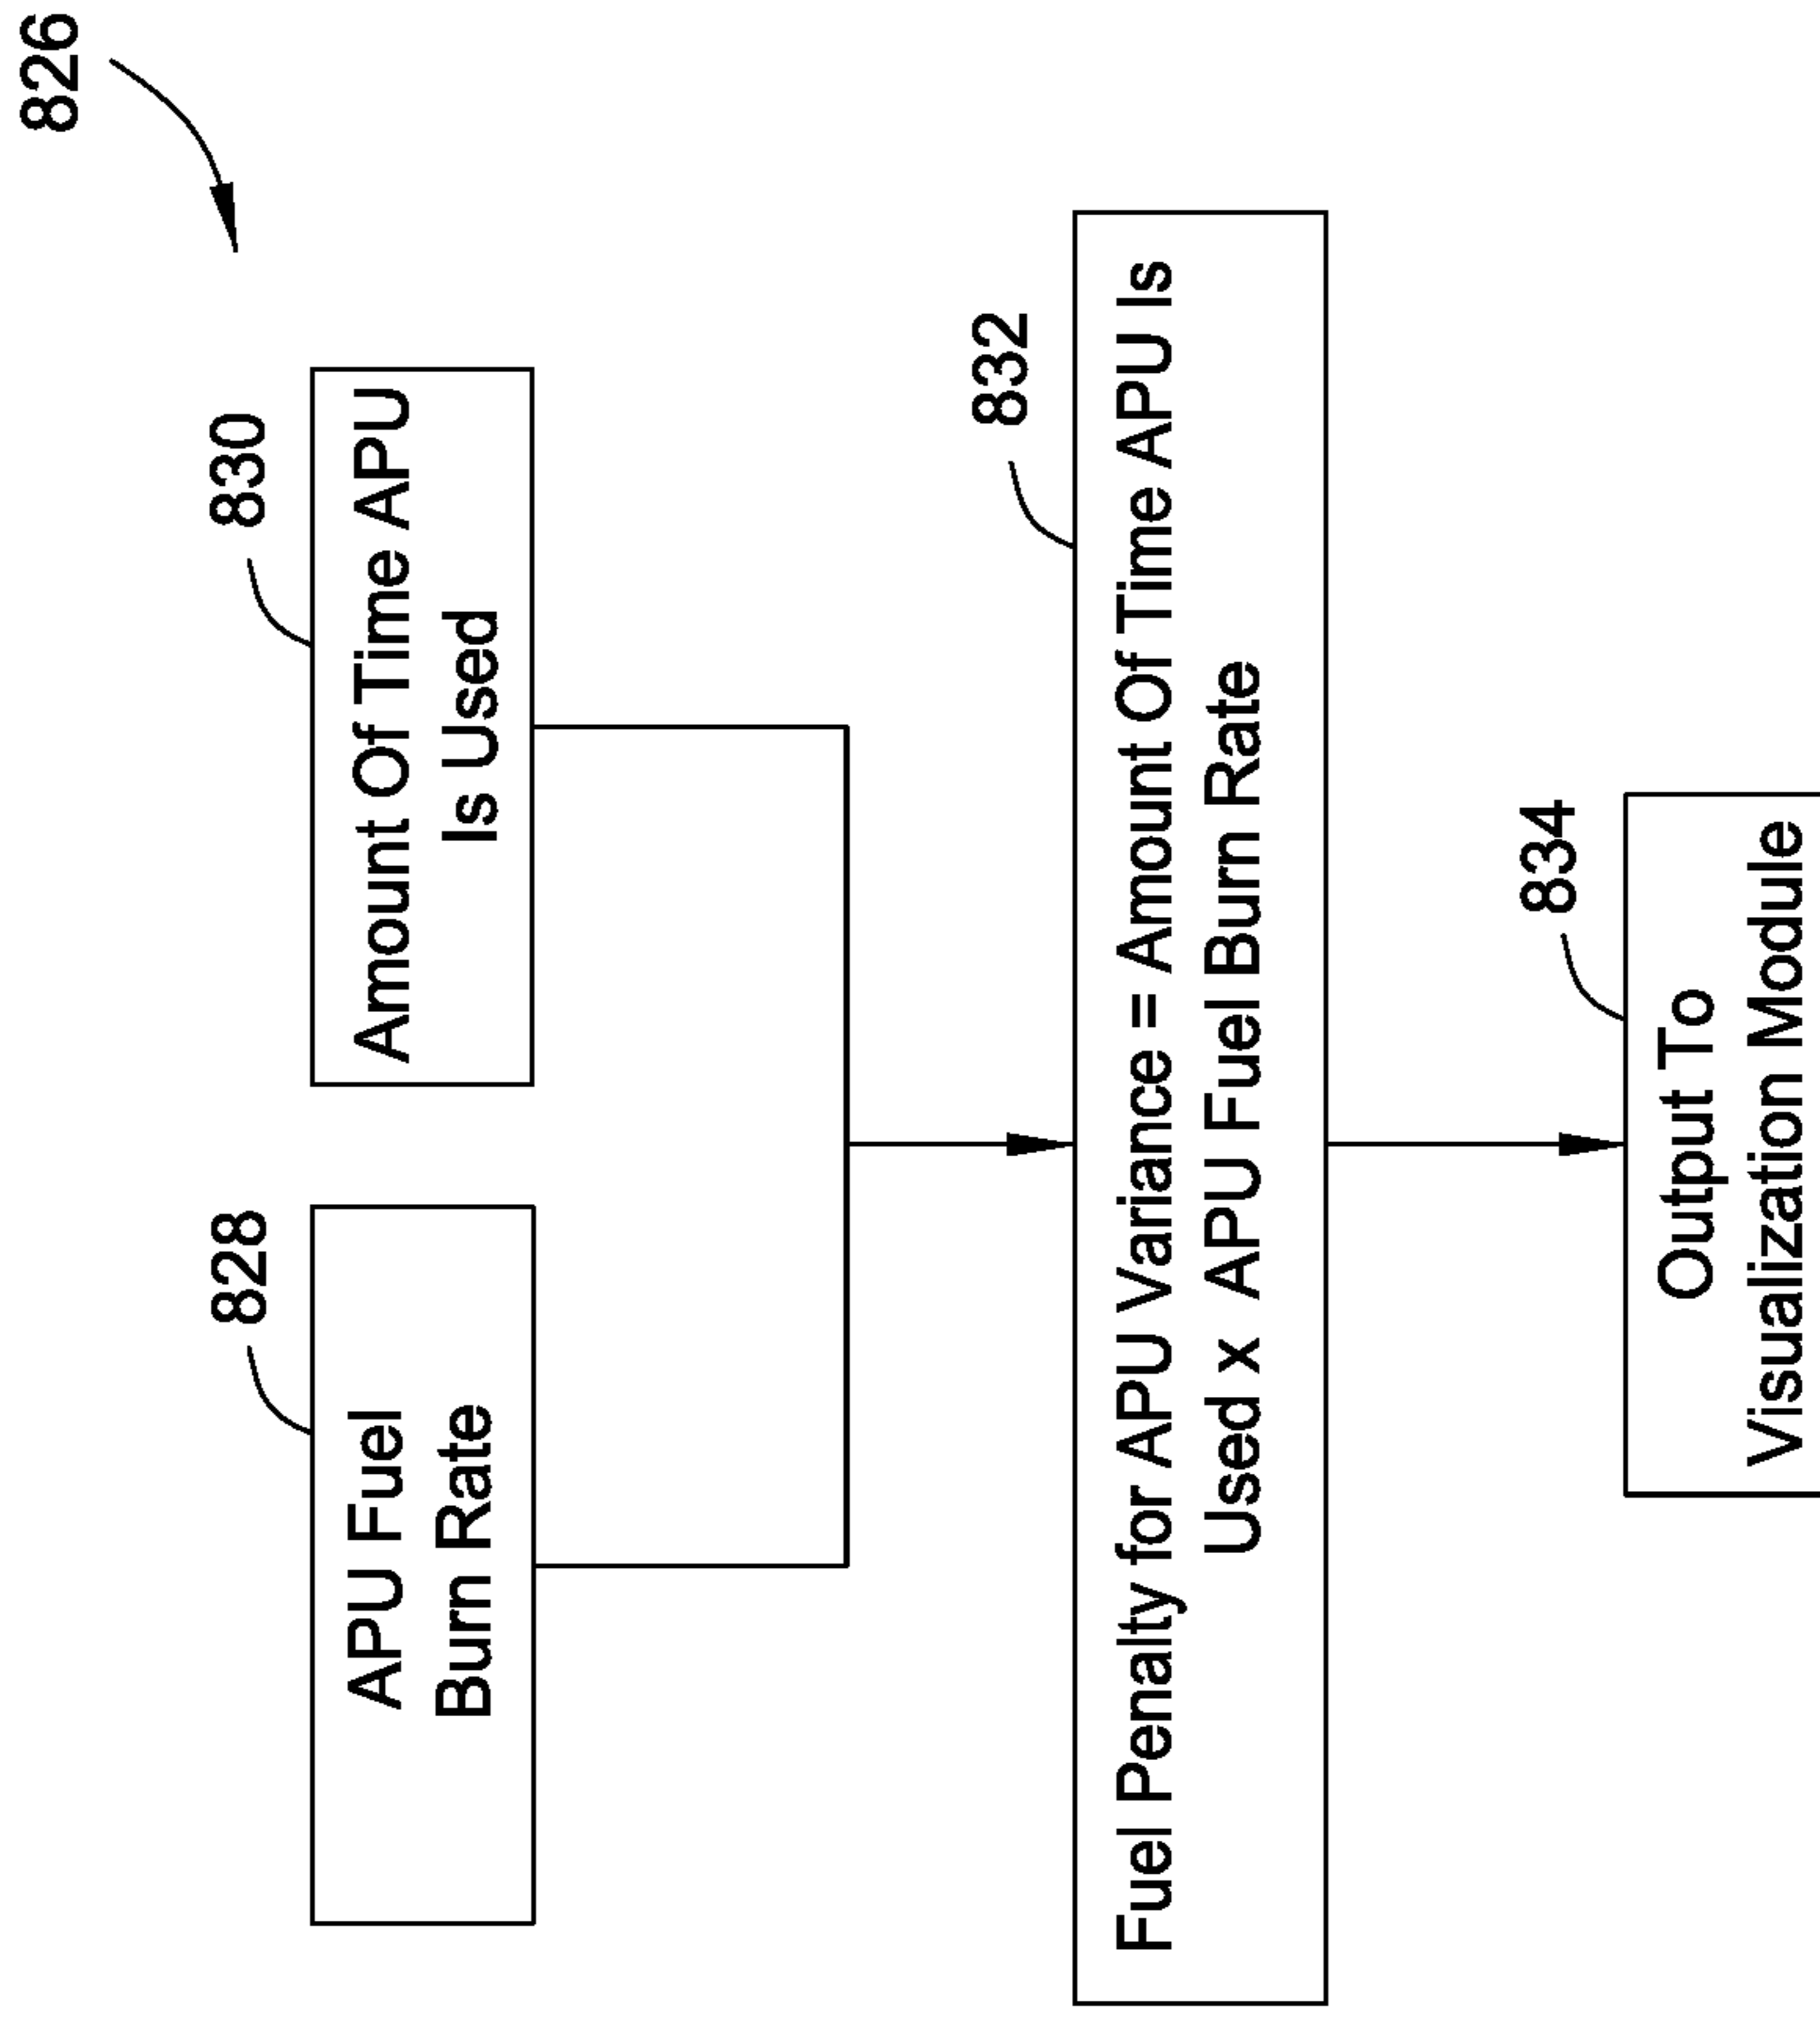 826
828
830
APU Fuel
Burn Rate
Amount Of Time APU
Is Used
832
Fuel Penalty for APU Variance = Amount Of Time APU Is
Used x APU Fuel Burn Rate
834
Output To
Visualization Module